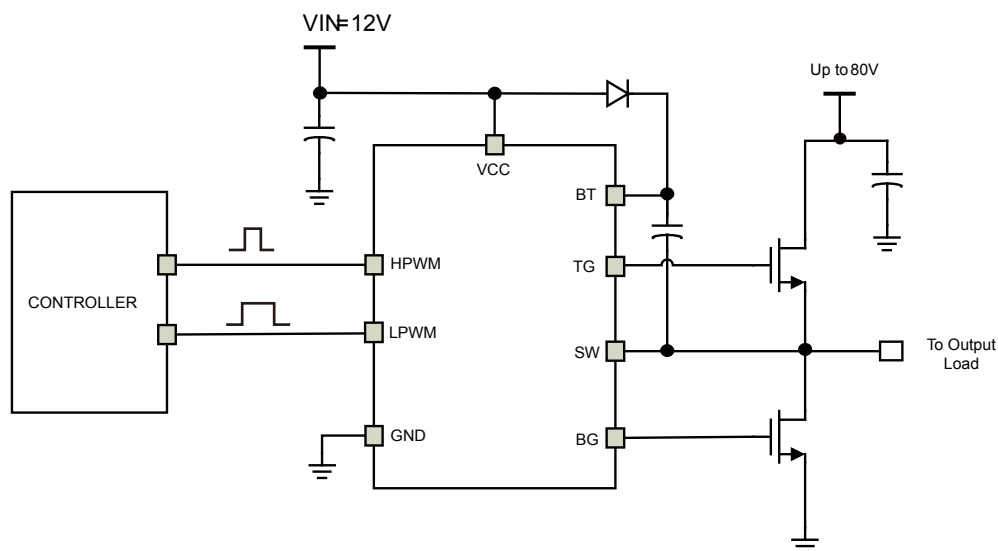 VIN=12V
Up to 80V
VCC
BT
HPWM
TG
CONTROLLER
LPWM
SW
To Output
Load
GND
BG